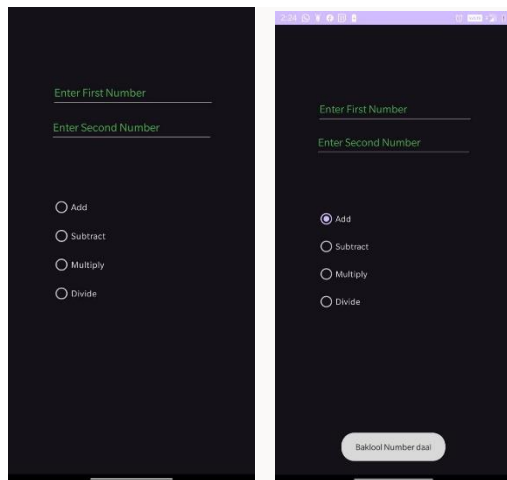 Enter First Number
Enter Second Number
Add
Subtract
Multiply
Divide
2:24
Enter First Number
Enter Second Number
Add
Subtract
Multiply
Divide
Baklool Number daal